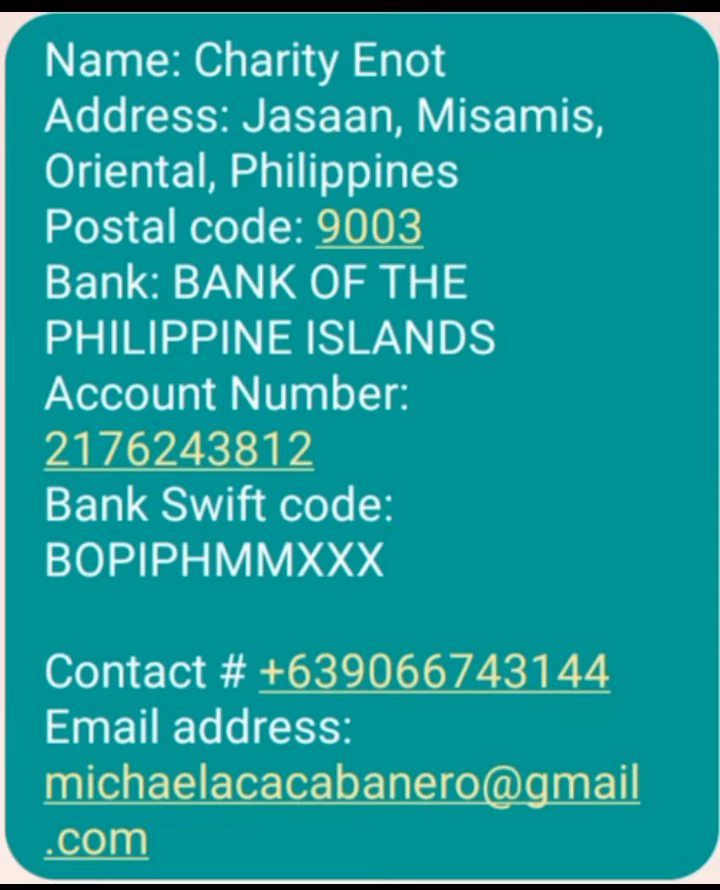 Name: Charity Enot
Address: Jasaan, Misamis,
Oriental, Philippines
Postal code: 9003
Bank: BANK OF THE
PHILIPPINE ISLANDS
Account Number:
2176243812
Bank Swift code:
BOPIPHMMXXX
Contact # +639066743144
Email address:
michaelacacabanero@gmail
.com